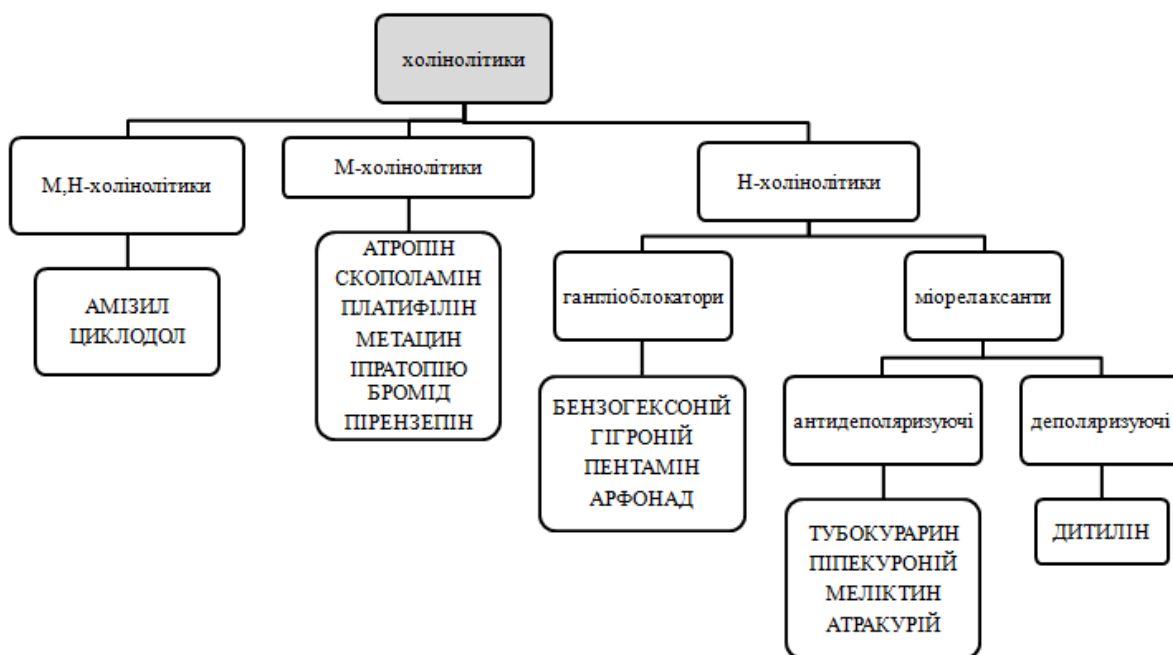 холінолітики
М,Н-холінолітики
М-холінолітики
Н-холінолітики
АМІЗИЛ
ЦИКЛОДОЛ
АТРОПІН
СКОПОЛАМІН
ПЛАТИФІЛІН
МЕТАЦИН
ІПРАТОПІЮ
БРОМІД
ПІРЕНЗЕПІН
гангліоблокатори
міорелаксанти
БЕНЗОГЕКСОНІЙ
ГІГРОНІЙ
ПЕНТАМІН
АРФОНАД
антидеполяризуючі
деполяризуючі
ТУБОКУРАРИН
ПІПЕКУРОНІЙ
МЕЛІКТИН
АТРАКУРІЙ
ДИТИЛІН